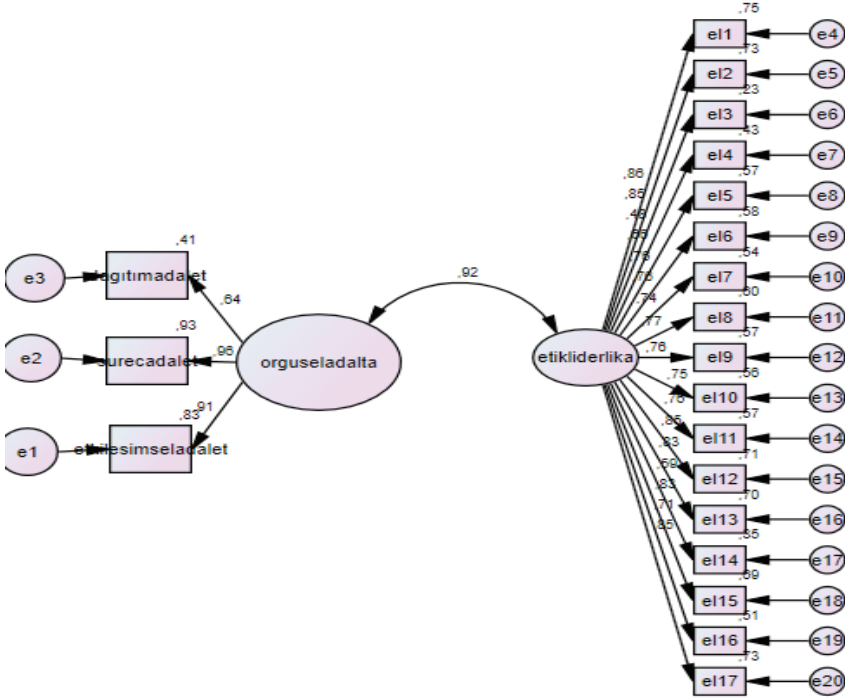 ,41
e3
dagıtımadalet
,64
,93
e2
surecadalet
,96
orguseladalta
,83
,91
e1
etkilesimseladalet
,92
etikliderlika
,86
,85
,76
,74
,77
,76
,75
,76
,85
,83
,59
,83
,71
,85
,75
el1
e4
,73
el2
e5
,23
el3
e6
,43
el4
e7
,57
el5
e8
,58
el6
e9
,54
el7
e10
,60
el8
e11
,57
el9
e12
,56
el10
e13
,57
el11
e14
,71
el12
e15
,70
el13
e16
el14
e17
,69
el15
e18
,51
el16
e19
,73
el17
e20